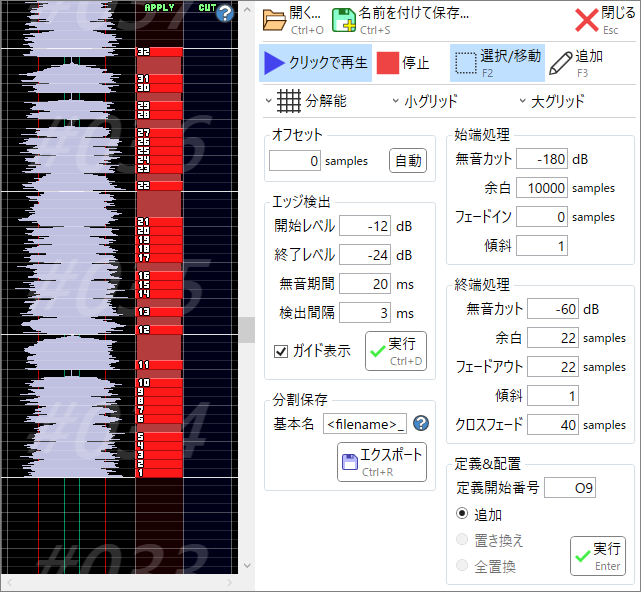 APPLY CUT
#037
#036
#035
#034
#033
32
31
30
29
28
27
26
25
24
23
22
21
20
19
18
17
16
15
14
13
12
11
10
9
8
7
6
5
4
3
2
1
開く...
Ctrl+O
名前を付けて保存...
Ctrl+S
閉じる
Esc
クリックで再生
停止
選択/移動
F2
追加
F3
分解能
小グリッド
大グリッド
オフセット
0 samples 自動
エッジ検出
開始レベル -12 dB
終了レベル -24 dB
無音期間 20 ms
検出間隔 3 ms
ガイド表示
実行
Ctrl+D
分割保存
基本名 <filename>_
エクスポート
Ctrl+R
始端処理
無音カット -180 dB
余白 10000 samples
フェードイン 0 samples
傾斜 1
終端処理
無音カット -60 dB
余白 22 samples
フェードアウト 22 samples
傾斜 1
クロスフェード 40 samples
定義&配置
定義開始番号 O9
追加
置き換え
全置換
実行
Enter